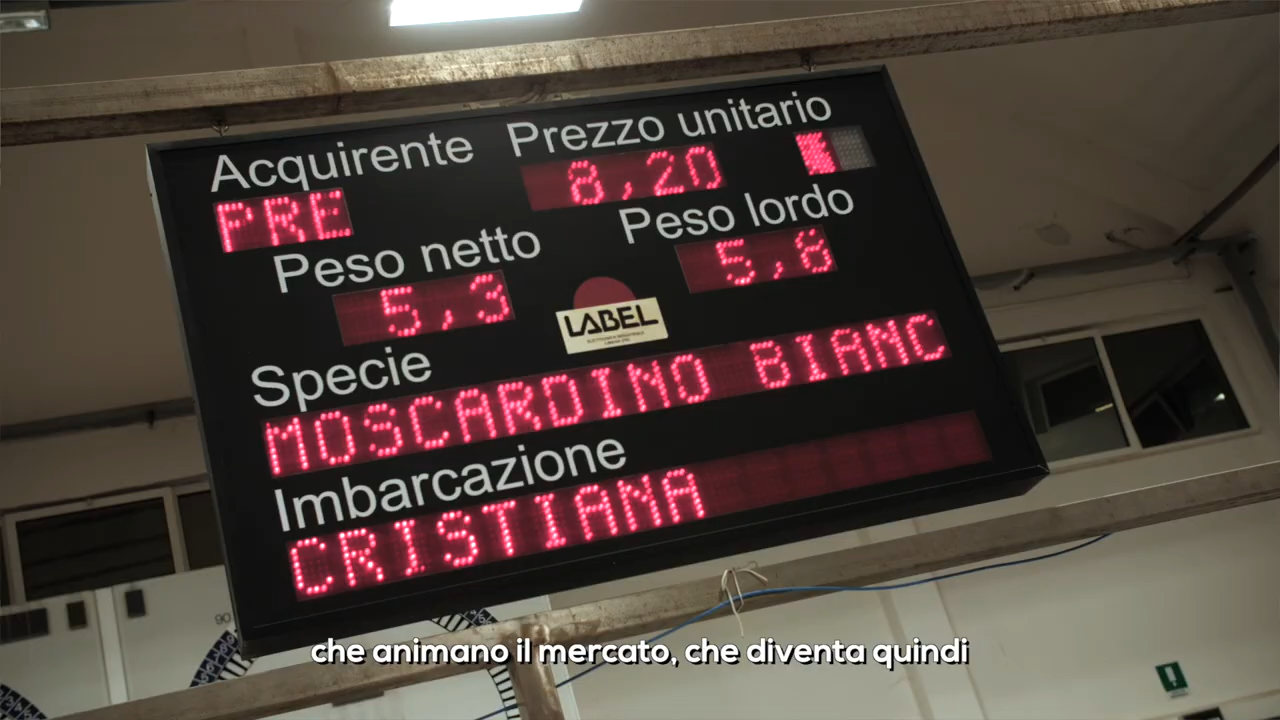 Acquirente Prezzo unitario
PRE 8,20
Peso netto Peso lordo
5,3 5,8
LABEL
Specie
MOSCARDINO BIANC
Imbarcazione
CRISTIANA
90
che animano il mercato, che diventa quindi